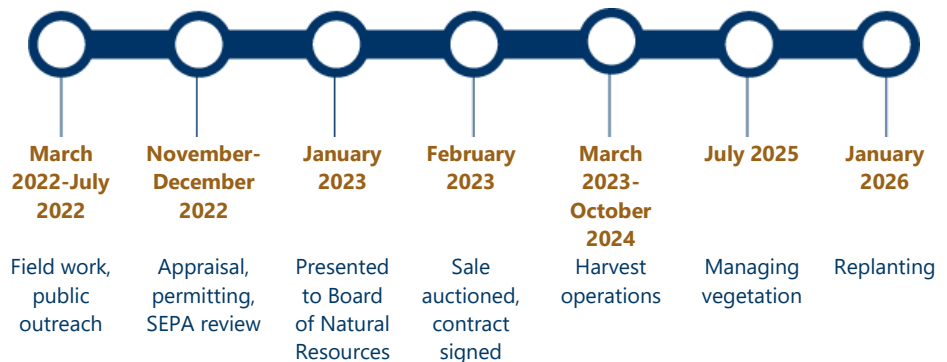 March
2022-July
2022
November-
December
2022
January
2023
February
2023
March
2023-
October
2024
July 2025
January
2026
Field work,
public
outreach
Appraisal,
permitting,
SEPA review
Presented
to Board
of Natural
Resources
Sale
auctioned,
contract
signed
Harvest
operations
Managing
vegetation
Replanting